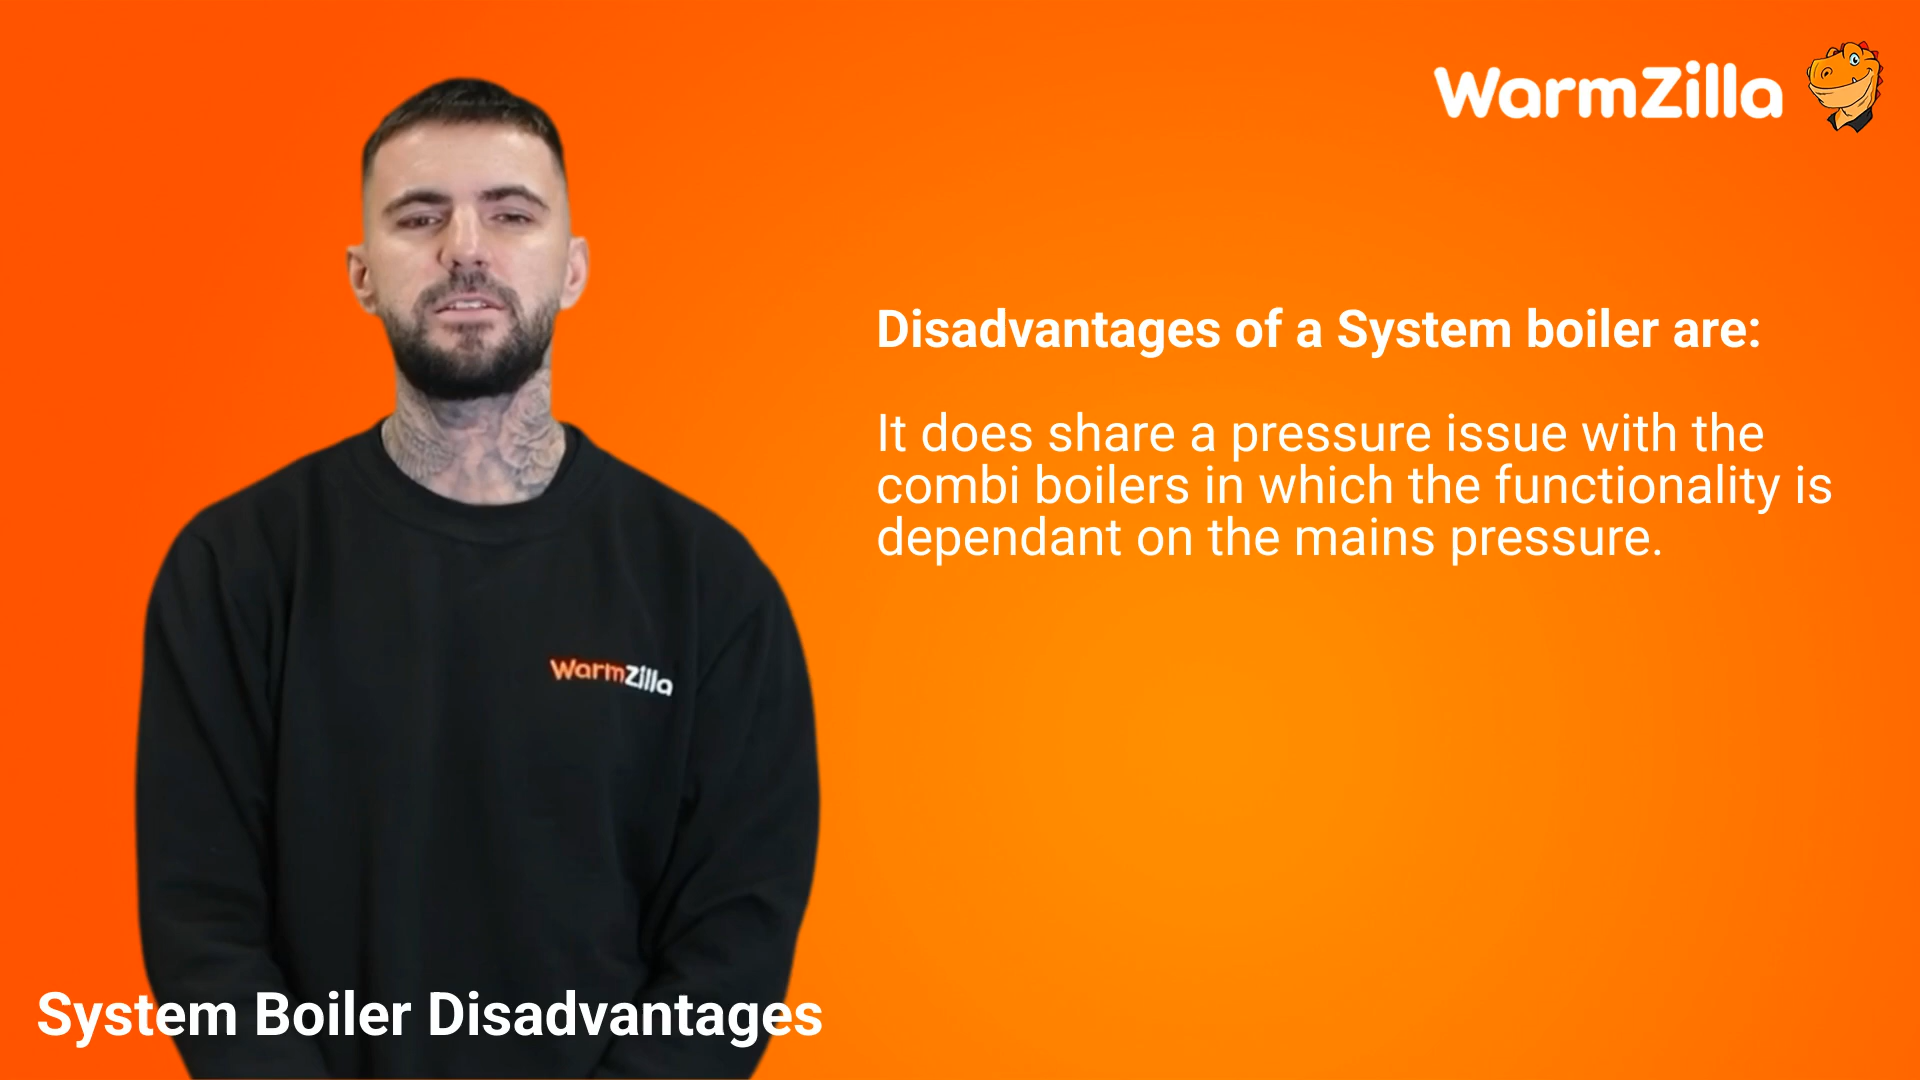 WarmZilla
Disadvantages of a System boiler are:
It does share a pressure issue with the
combi boilers in which the functionality is
dependant on the mains pressure.
WarmZilla
System Boiler Disadvantages